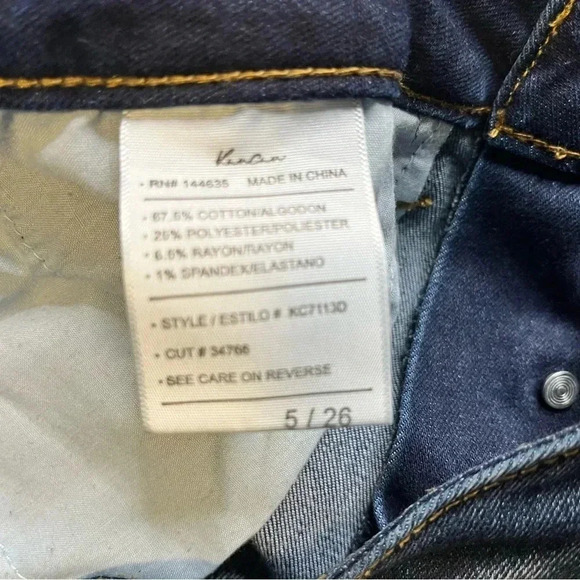 KanCan
• RN# 144635 MADE IN CHINA
• 67.5% COTTON/ALGODON
• 25% POLYESTER/POLIÉSTER
• 6.5% RAYON/RAYON
• 1% SPANDEX/ELASTANO
• STYLE / ESTILO # KC7113D
• CUT # 34766
• SEE CARE ON REVERSE
5 / 26